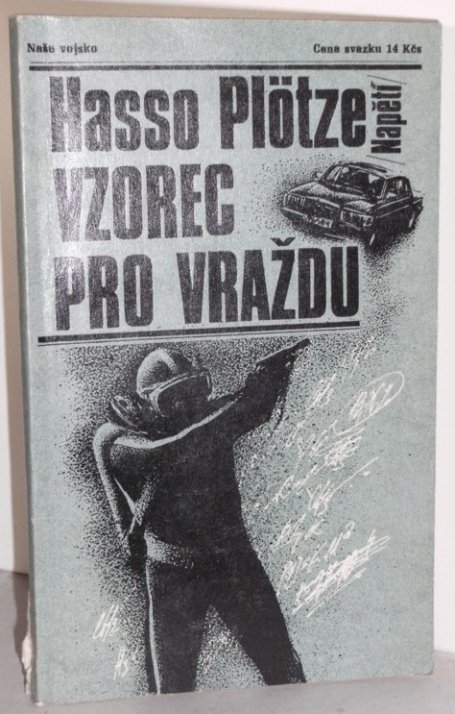 Naše vojsko Cena svazku 14 Kčs
Hasso Plötze
Napětí
VZOREC
PRO VRAŽDU